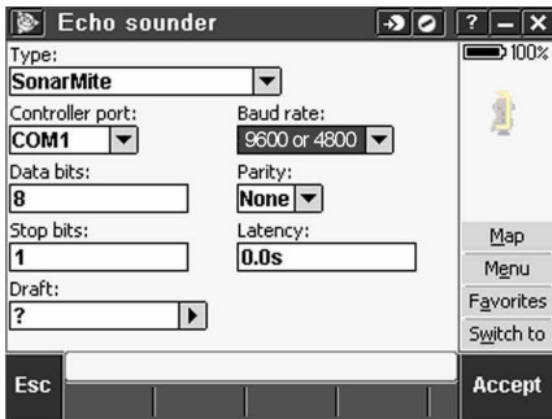 Echo sounder
? – X
Type:
100%
SonarMite
Controller port:
Baud rate:
COM1
9600 or 4800
Data bits:
Parity:
8
None
Stop bits:
Latency:
1
0.0s
Draft:
?
Map
Menu
Favorites
Switch to
Esc
Accept